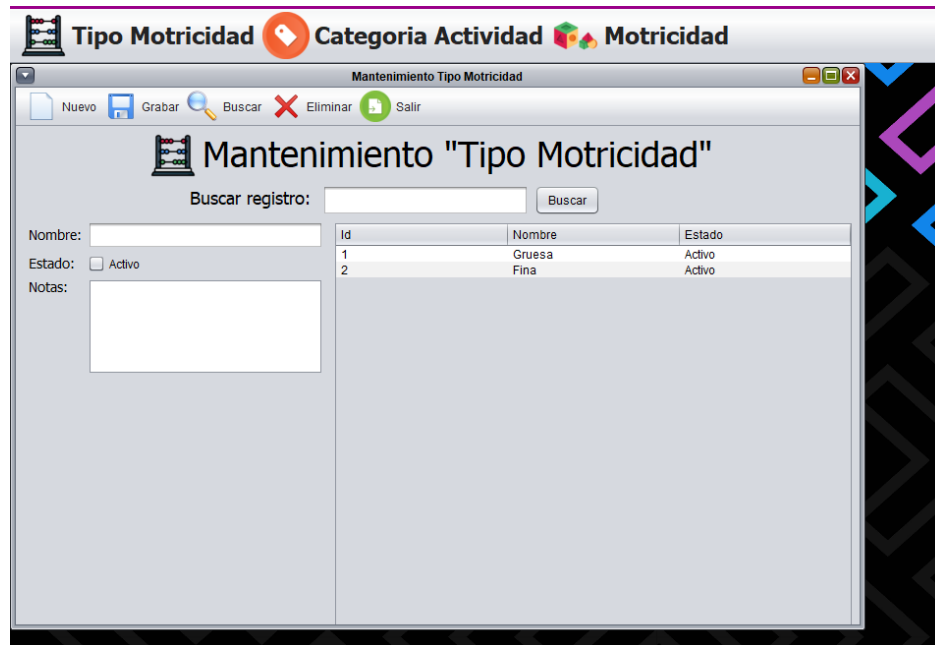 Tipo Motricidad Categoria Actividad Motricidad
Mantenimiento Tipo Motricidad
Nuevo Grabar Buscar Eliminar Salir
Mantenimiento "Tipo Motricidad"
Buscar registro: Buscar
Nombre:
Estado: Activo
Notas:
Id Nombre Estado
1 Gruesa Activo
2 Fina Activo